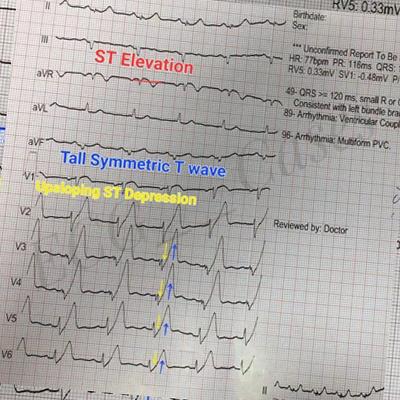 II
RV5: 0.33mV
Birthdate:
Sex:
III
*** Unconfirmed Report To Be
ST Elevation
HR: 77bpm PR: 116ms QRS:
aVR
RV5: 0.33mV SV1: -0.48mV
49- QRS >= 120 ms, small R or
Consistent with left bundle
aVL
89- Arrhythmia: Ventricular
96- Arrhythmia: Multiform PVC.
aVF
Tall Symmetric T wave
V1
Upsloping ST Depression
V2
Reviewed by: Doctor
V3
V4
V5
V6
II